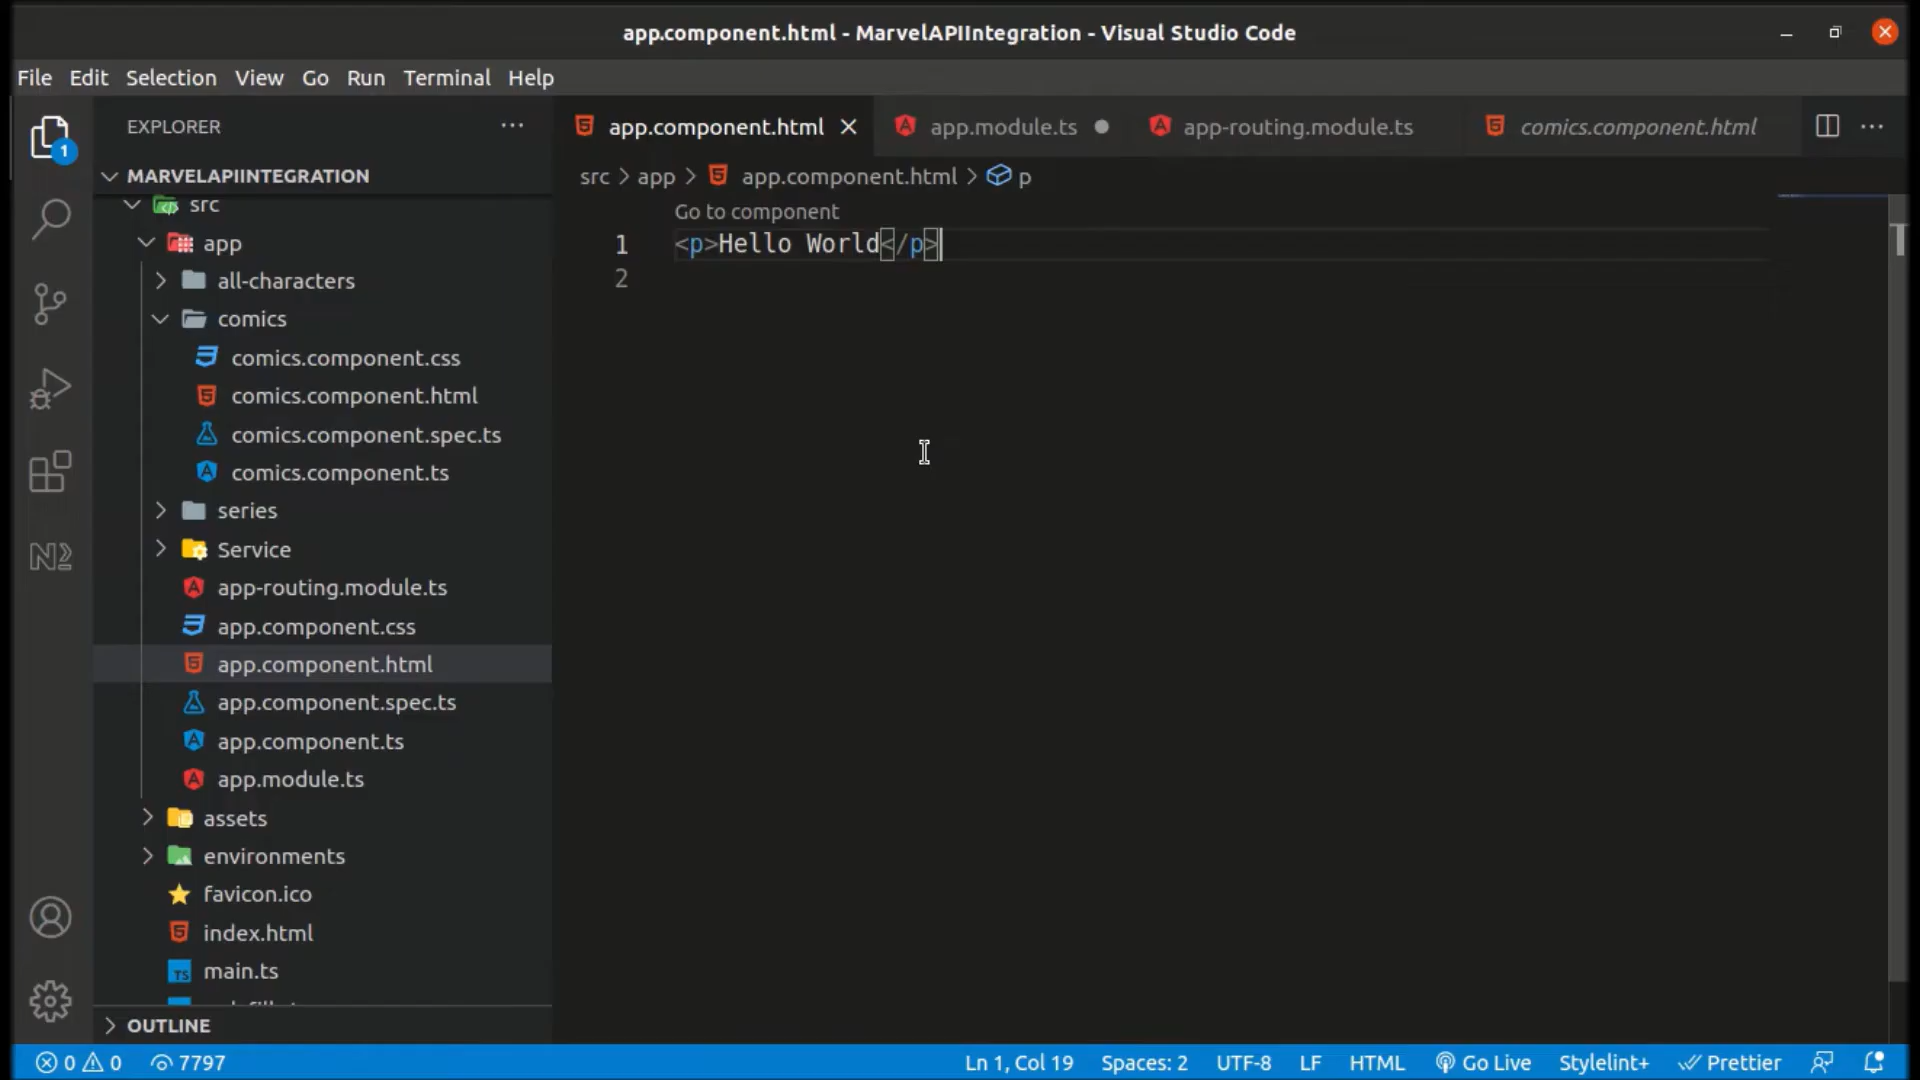 app.component.html - MarvelAPIIntegration - Visual Studio Code
File Edit Selection View Go Run Terminal Help
EXPLORER
1
MARVELAPIINTEGRATION
src
app
all-characters
comics
comics.component.css
comics.component.html
comics.component.spec.ts
comics.component.ts
series
Service
app-routing.module.ts
app.component.css
app.component.html
app.component.spec.ts
app.component.ts
app.module.ts
assets
environments
favicon.ico
index.html
main.ts
OUTLINE
app.component.html app.module.ts app-routing.module.ts comics.component.html
src > app > app.component.html > p
Go to component
1 <p>Hello World</p>
2
0 0 7797 Ln 1, Col 19 Spaces: 2 UTF-8 LF HTML Go Live Stylelint+ Prettier